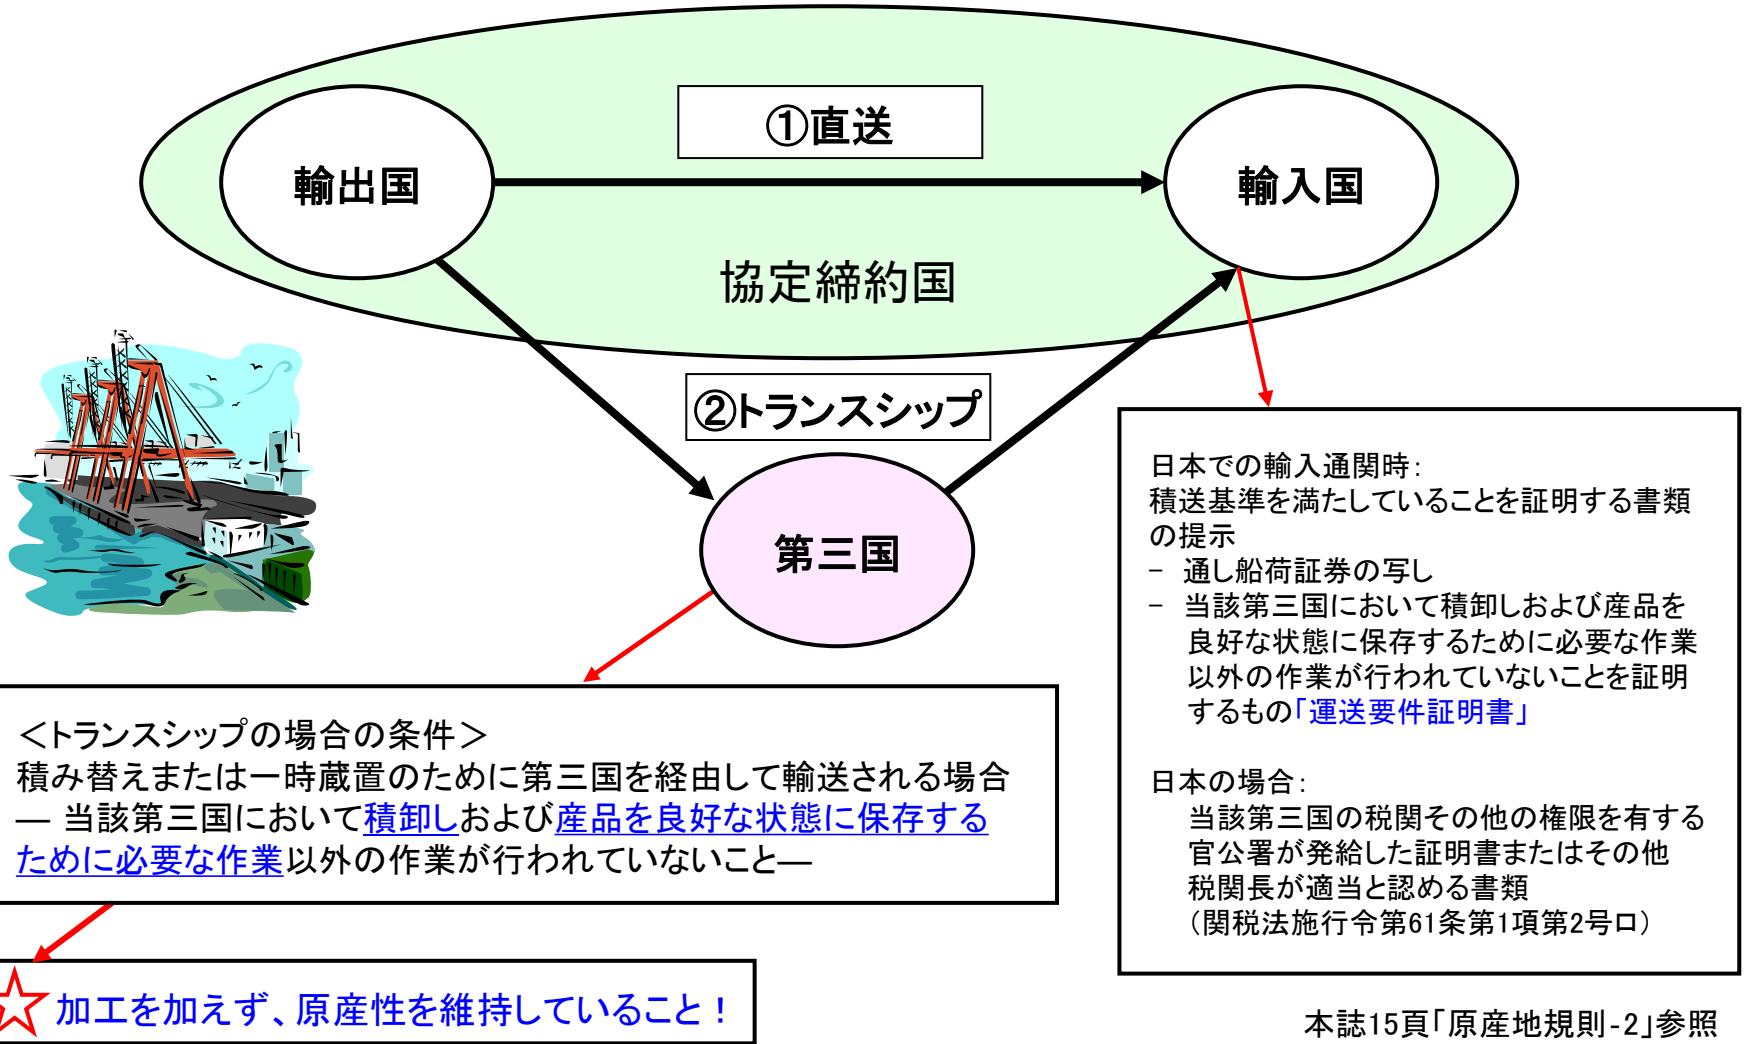 ①直送
輸出国
輸入国
協定締約国
②トランスシップ
第三国
日本での輸入通関時:
積送基準を満たしていることを証明する書類
の提示
- 通し船荷証券の写し
- 当該第三国において積卸しおよび産品を
良好な状態に保存するために必要な作業
以外の作業が行われていないことを証明
するもの「運送要件証明書」
日本の場合:
当該第三国の税関その他の権限を有する
官公署が発給した証明書またはその他
税関長が適当と認める書類
(関税法施行令第61条第1項第2号ロ)
<トランスシップの場合の条件>
積み替えまたは一時蔵置のために第三国を経由して輸送される場合
― 当該第三国において積卸しおよび産品を良好な状態に保存する
ために必要な作業以外の作業が行われていないこと―
加工を加えず、原産性を維持していること!
本誌15頁「原産地規則-2」参照